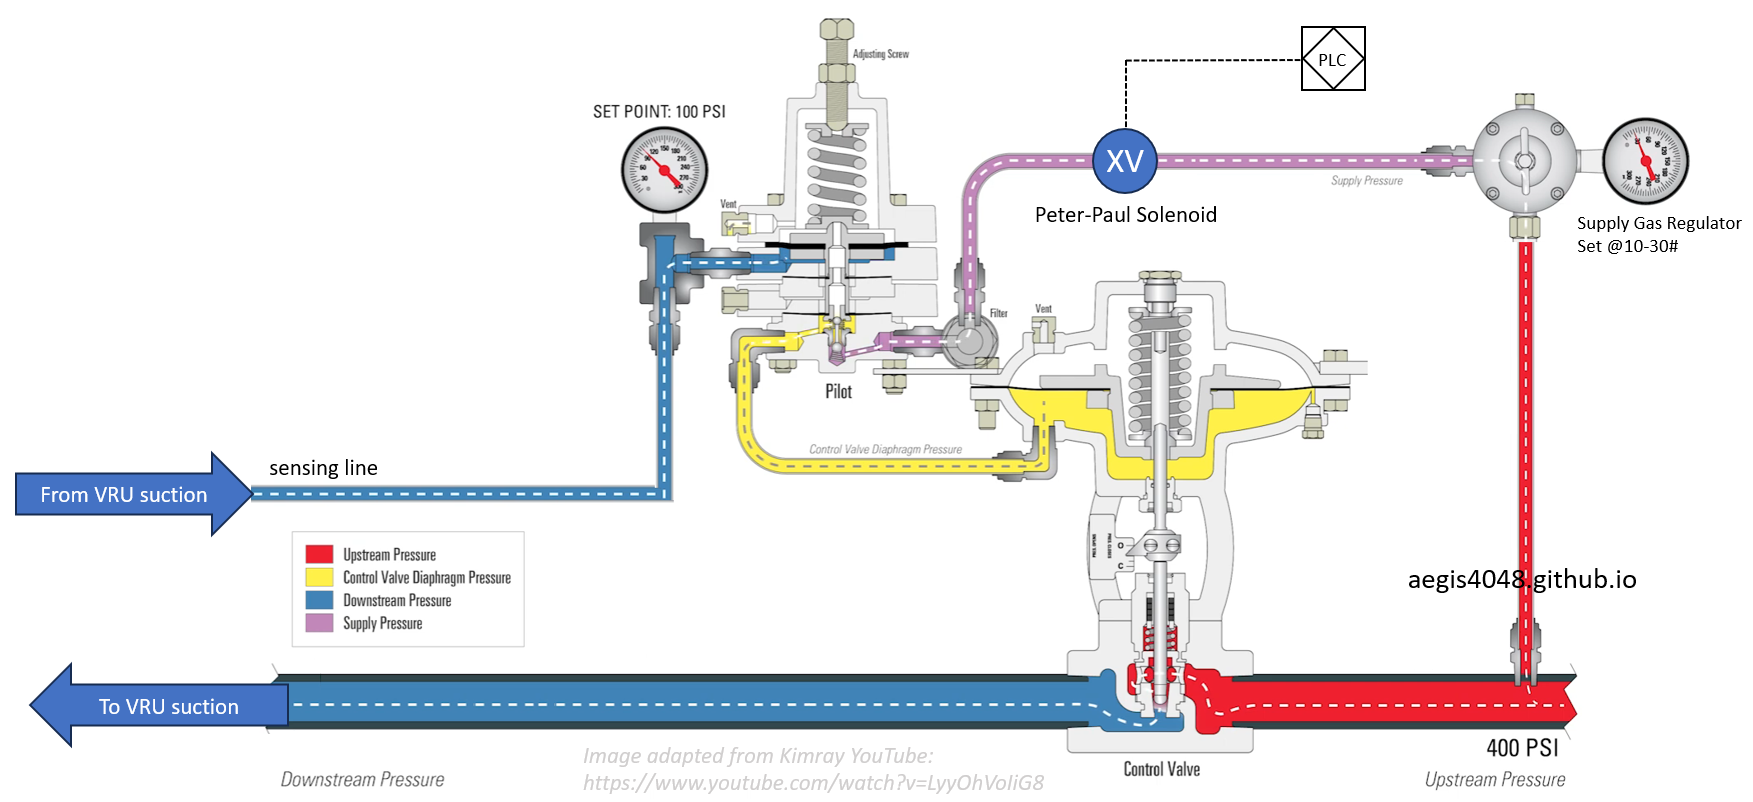 Adjusting Screw
PLC
SET POINT: 100 PSI
Vent
XV
Supply Pressure
Peter-Paul Solenoid
Supply Gas Regulator
Set @10-30#
Filter
Vent
Pilot
Control Valve Diaphragm Pressure
sensing line
From VRU suction
Upstream Pressure
Control Valve Diaphragm Pressure
Downstream Pressure
Supply Pressure
O
C
aegis4048.github.io
To VRU suction
400 PSI
Image adapted from Kimray YouTube:
https://www.youtube.com/watch?v=LyyOhVoIiG8
Control Valve
Downstream Pressure
Upstream Pressure